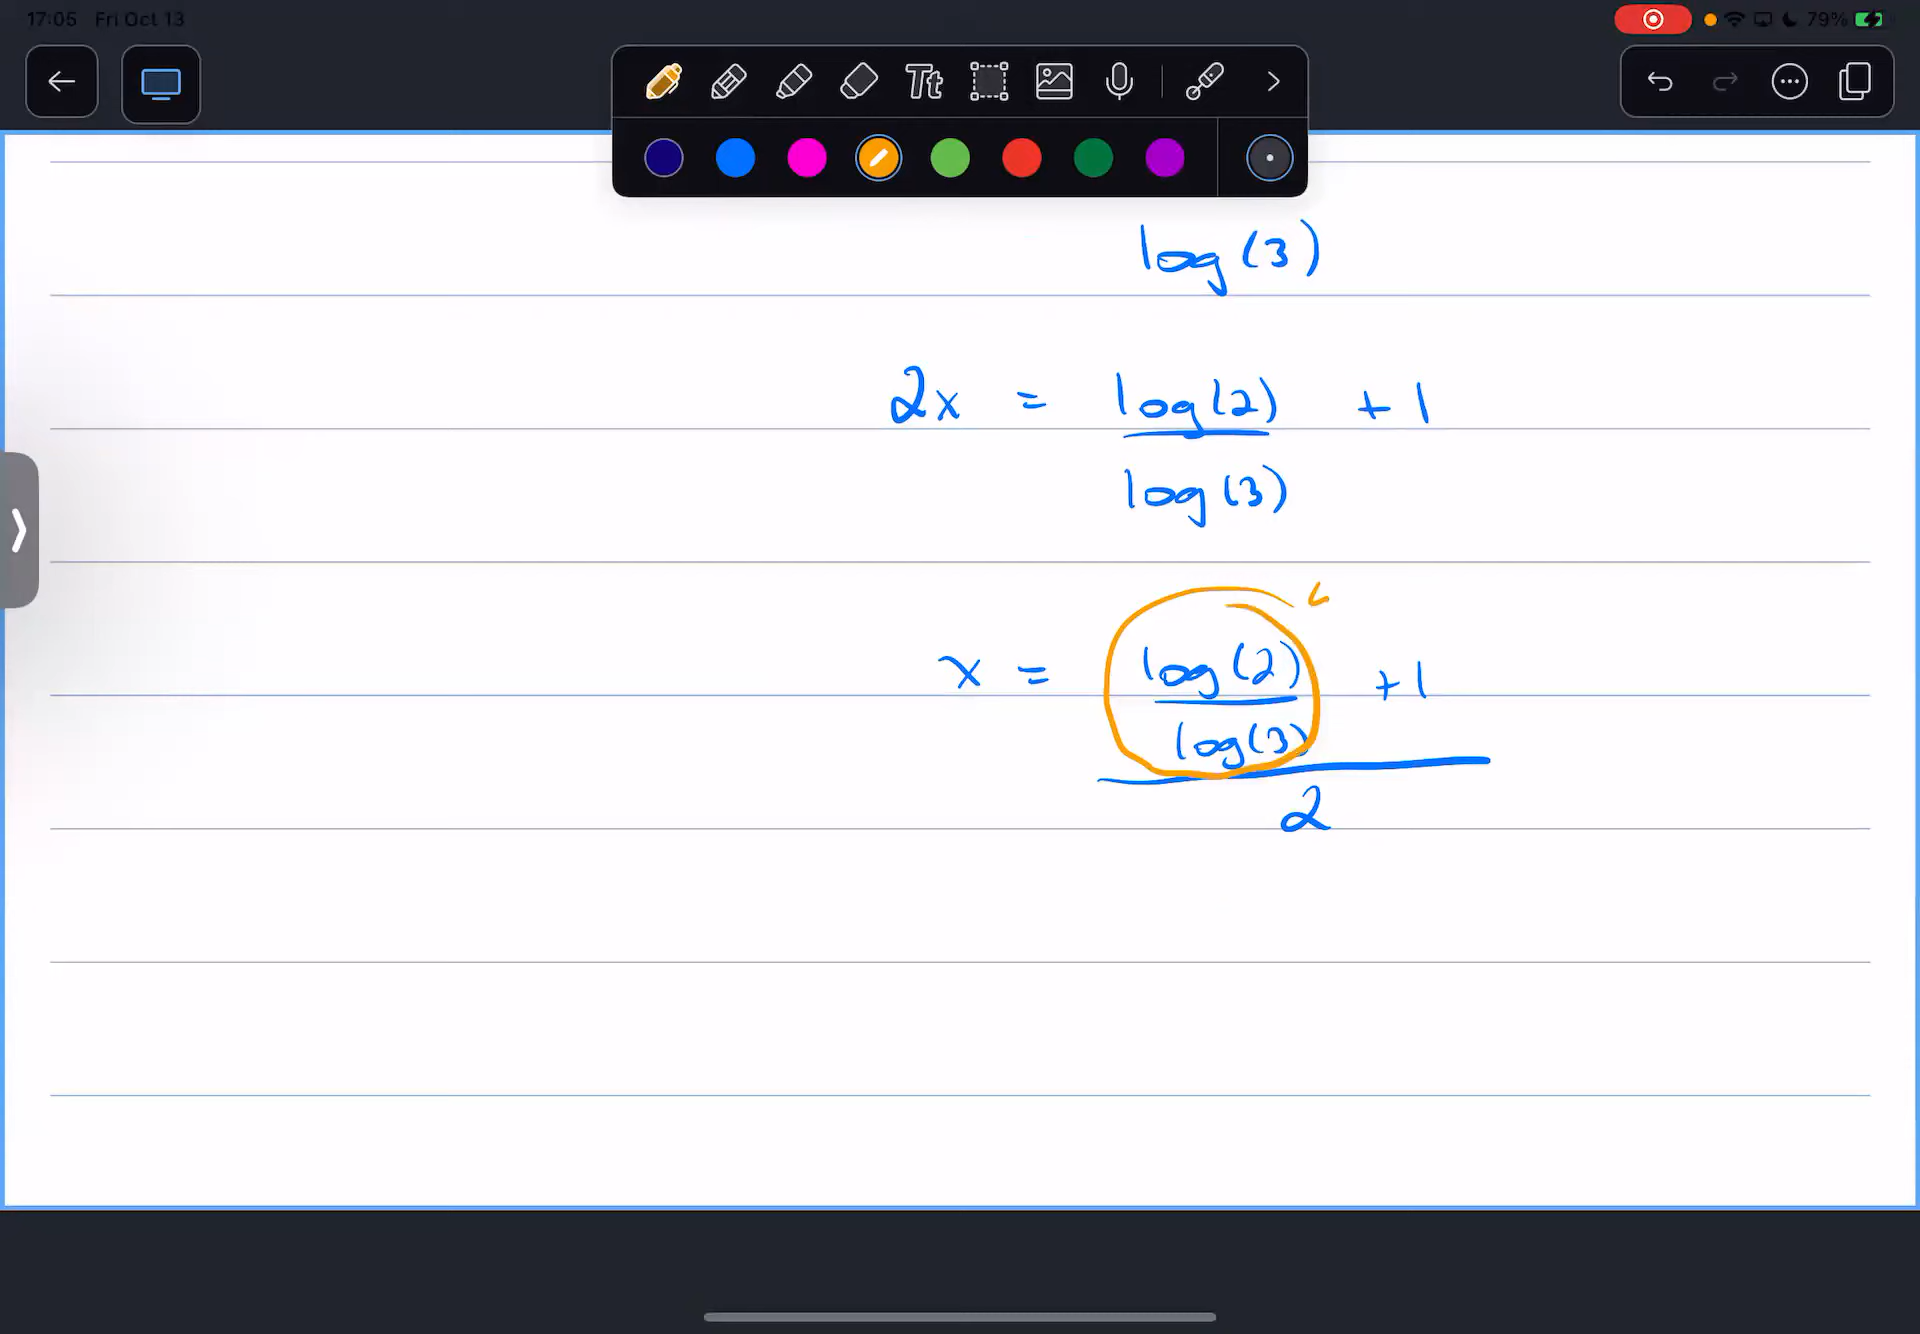 17:05 Fri Oct 13 79%
Tt
log(3)
2x = log(2) + 1
log(3)
x = log(2) + 1
log(3)
2